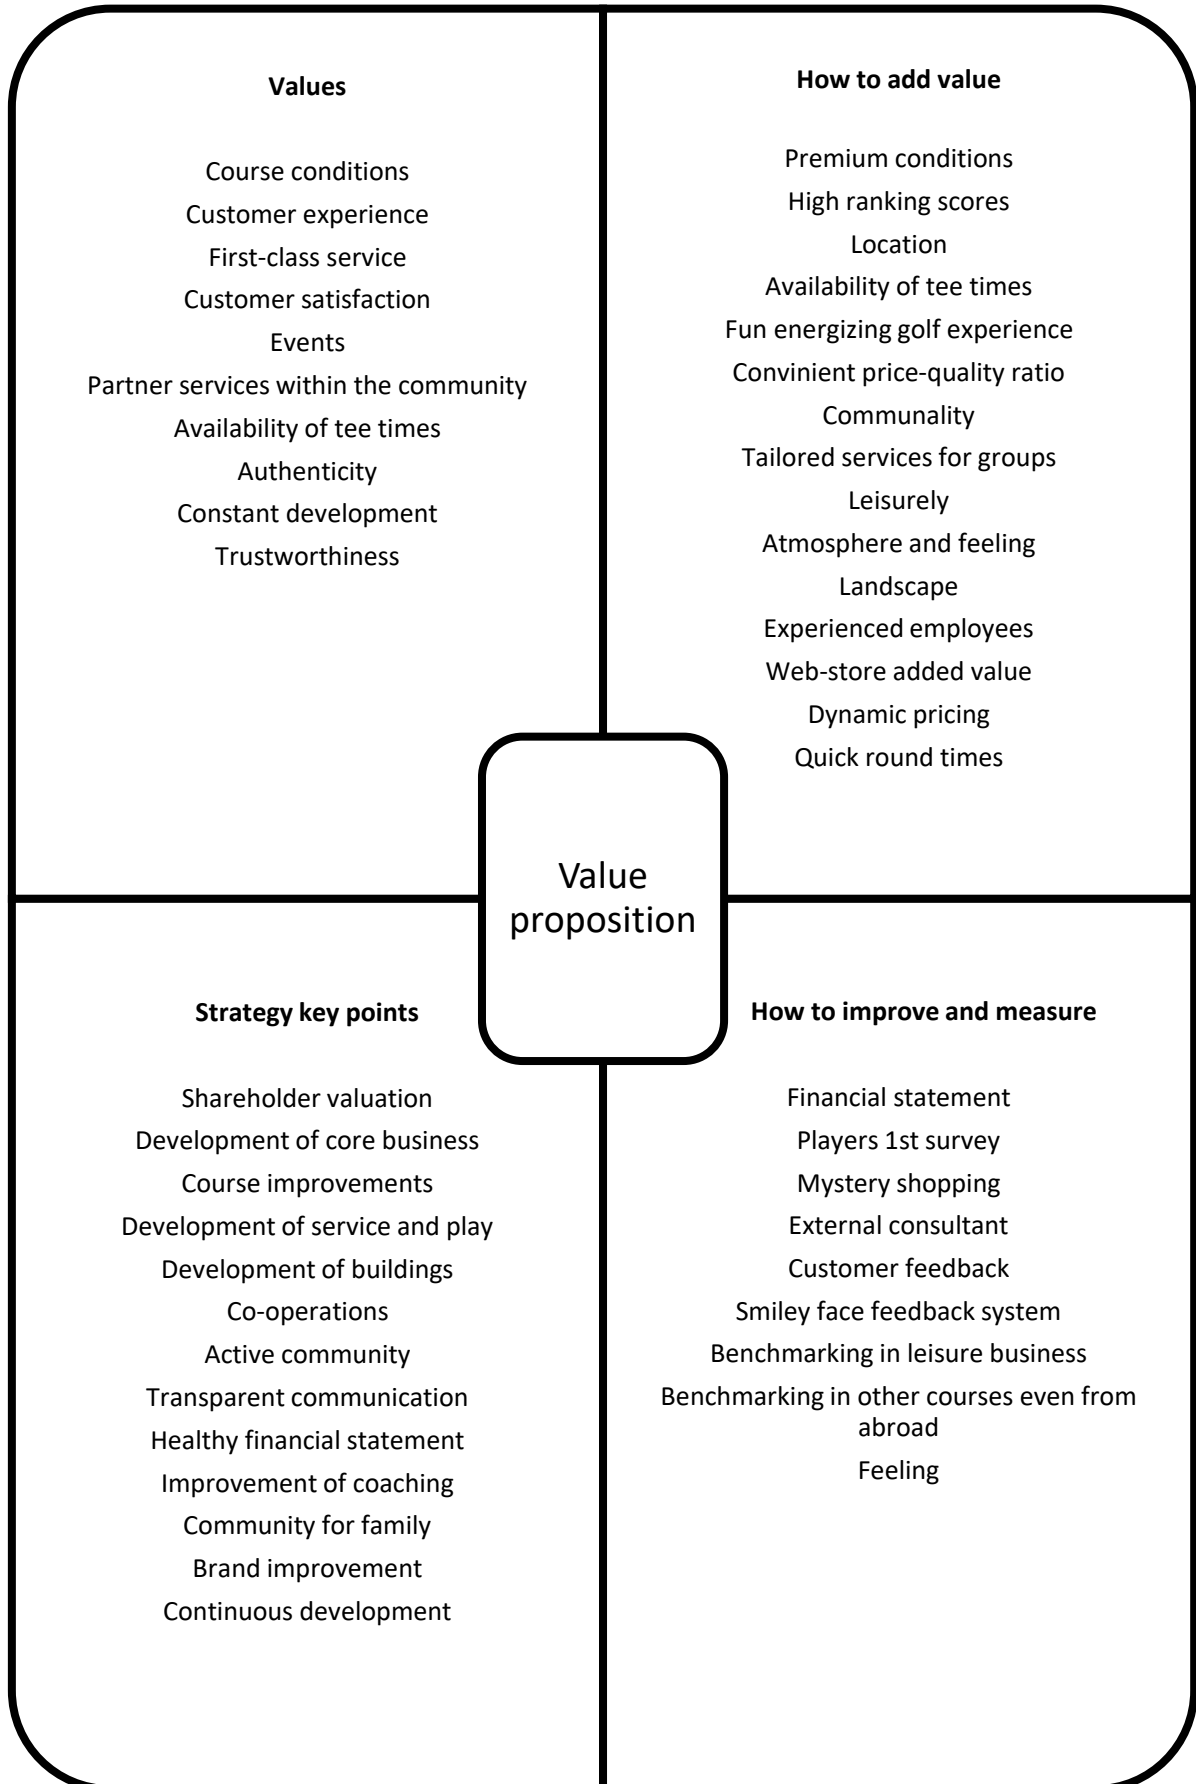 Values
Course conditions
Customer experience
First-class service
Customer satisfaction
Events
Partner services within the community
Availability of tee times
Authenticity
Constant development
Trustworthiness
How to add value
Premium conditions
High ranking scores
Location
Availability of tee times
Fun energizing golf experience
Convinient price-quality ratio
Communality
Tailored services for groups
Leisurely
Atmosphere and feeling
Landscape
Experienced employees
Web-store added value
Dynamic pricing
Quick round times
Value
proposition
Strategy key points
Shareholder valuation
Development of core business
Course improvements
Development of service and play
Development of buildings
Co-operations
Active community
Transparent communication
Healthy financial statement
Improvement of coaching
Community for family
Brand improvement
Continuous development
How to improve and measure
Financial statement
Players 1st survey
Mystery shopping
External consultant
Customer feedback
Smiley face feedback system
Benchmarking in leisure business
Benchmarking in other courses even from
abroad
Feeling